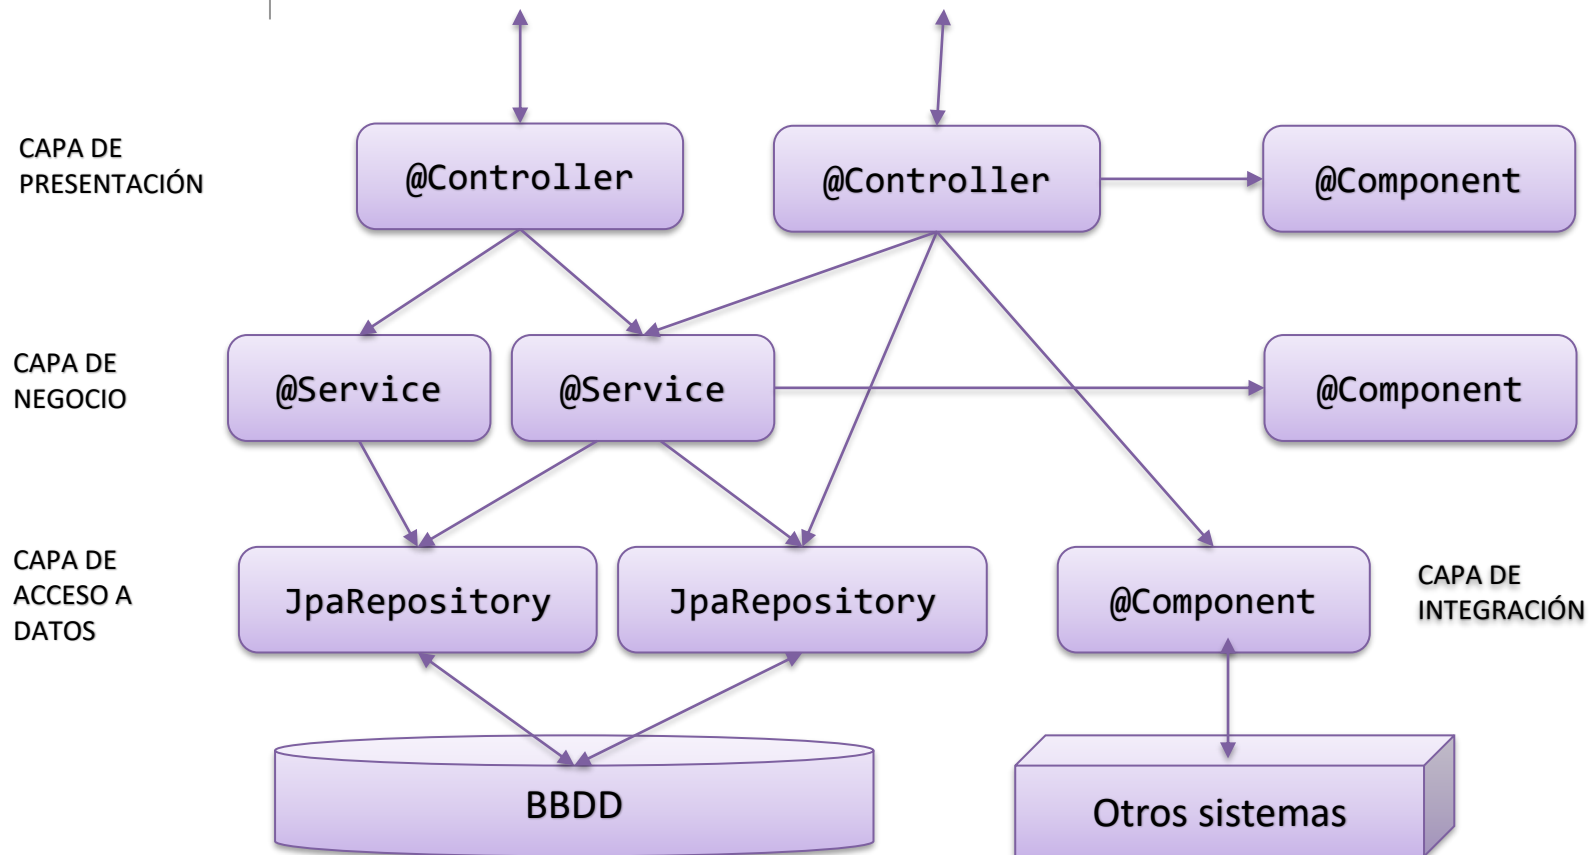 CAPA DE
PRESENTACIÓN
@Controller
@Controller
@Component
CAPA DE
NEGOCIO
@Service
@Service
@Component
CAPA DE
ACCESO A
DATOS
JpaRepository
JpaRepository
@Component
CAPA DE
INTEGRACIÓN
BBDD
Otros sistemas